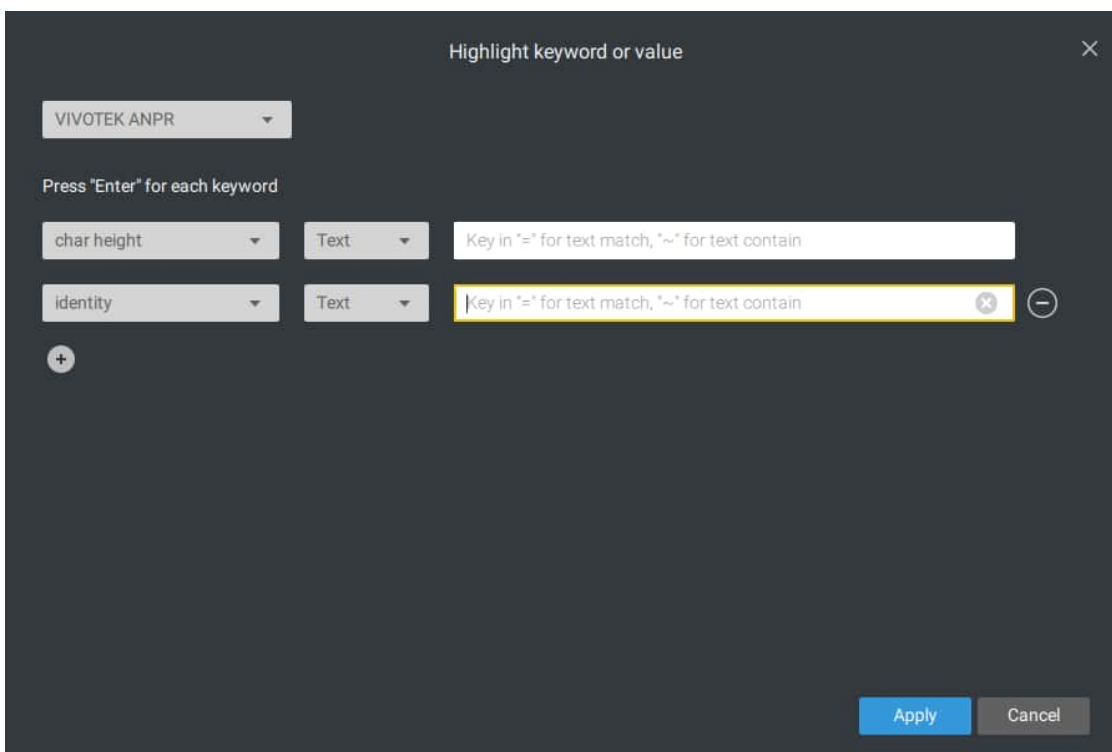 Highlight keyword or value
VIVOTEK ANPR
Press "Enter" for each keyword
char height Text Key in "=" for text match, "~" for text contain
identity Text Key in "=" for text match, "~" for text contain
Apply Cancel